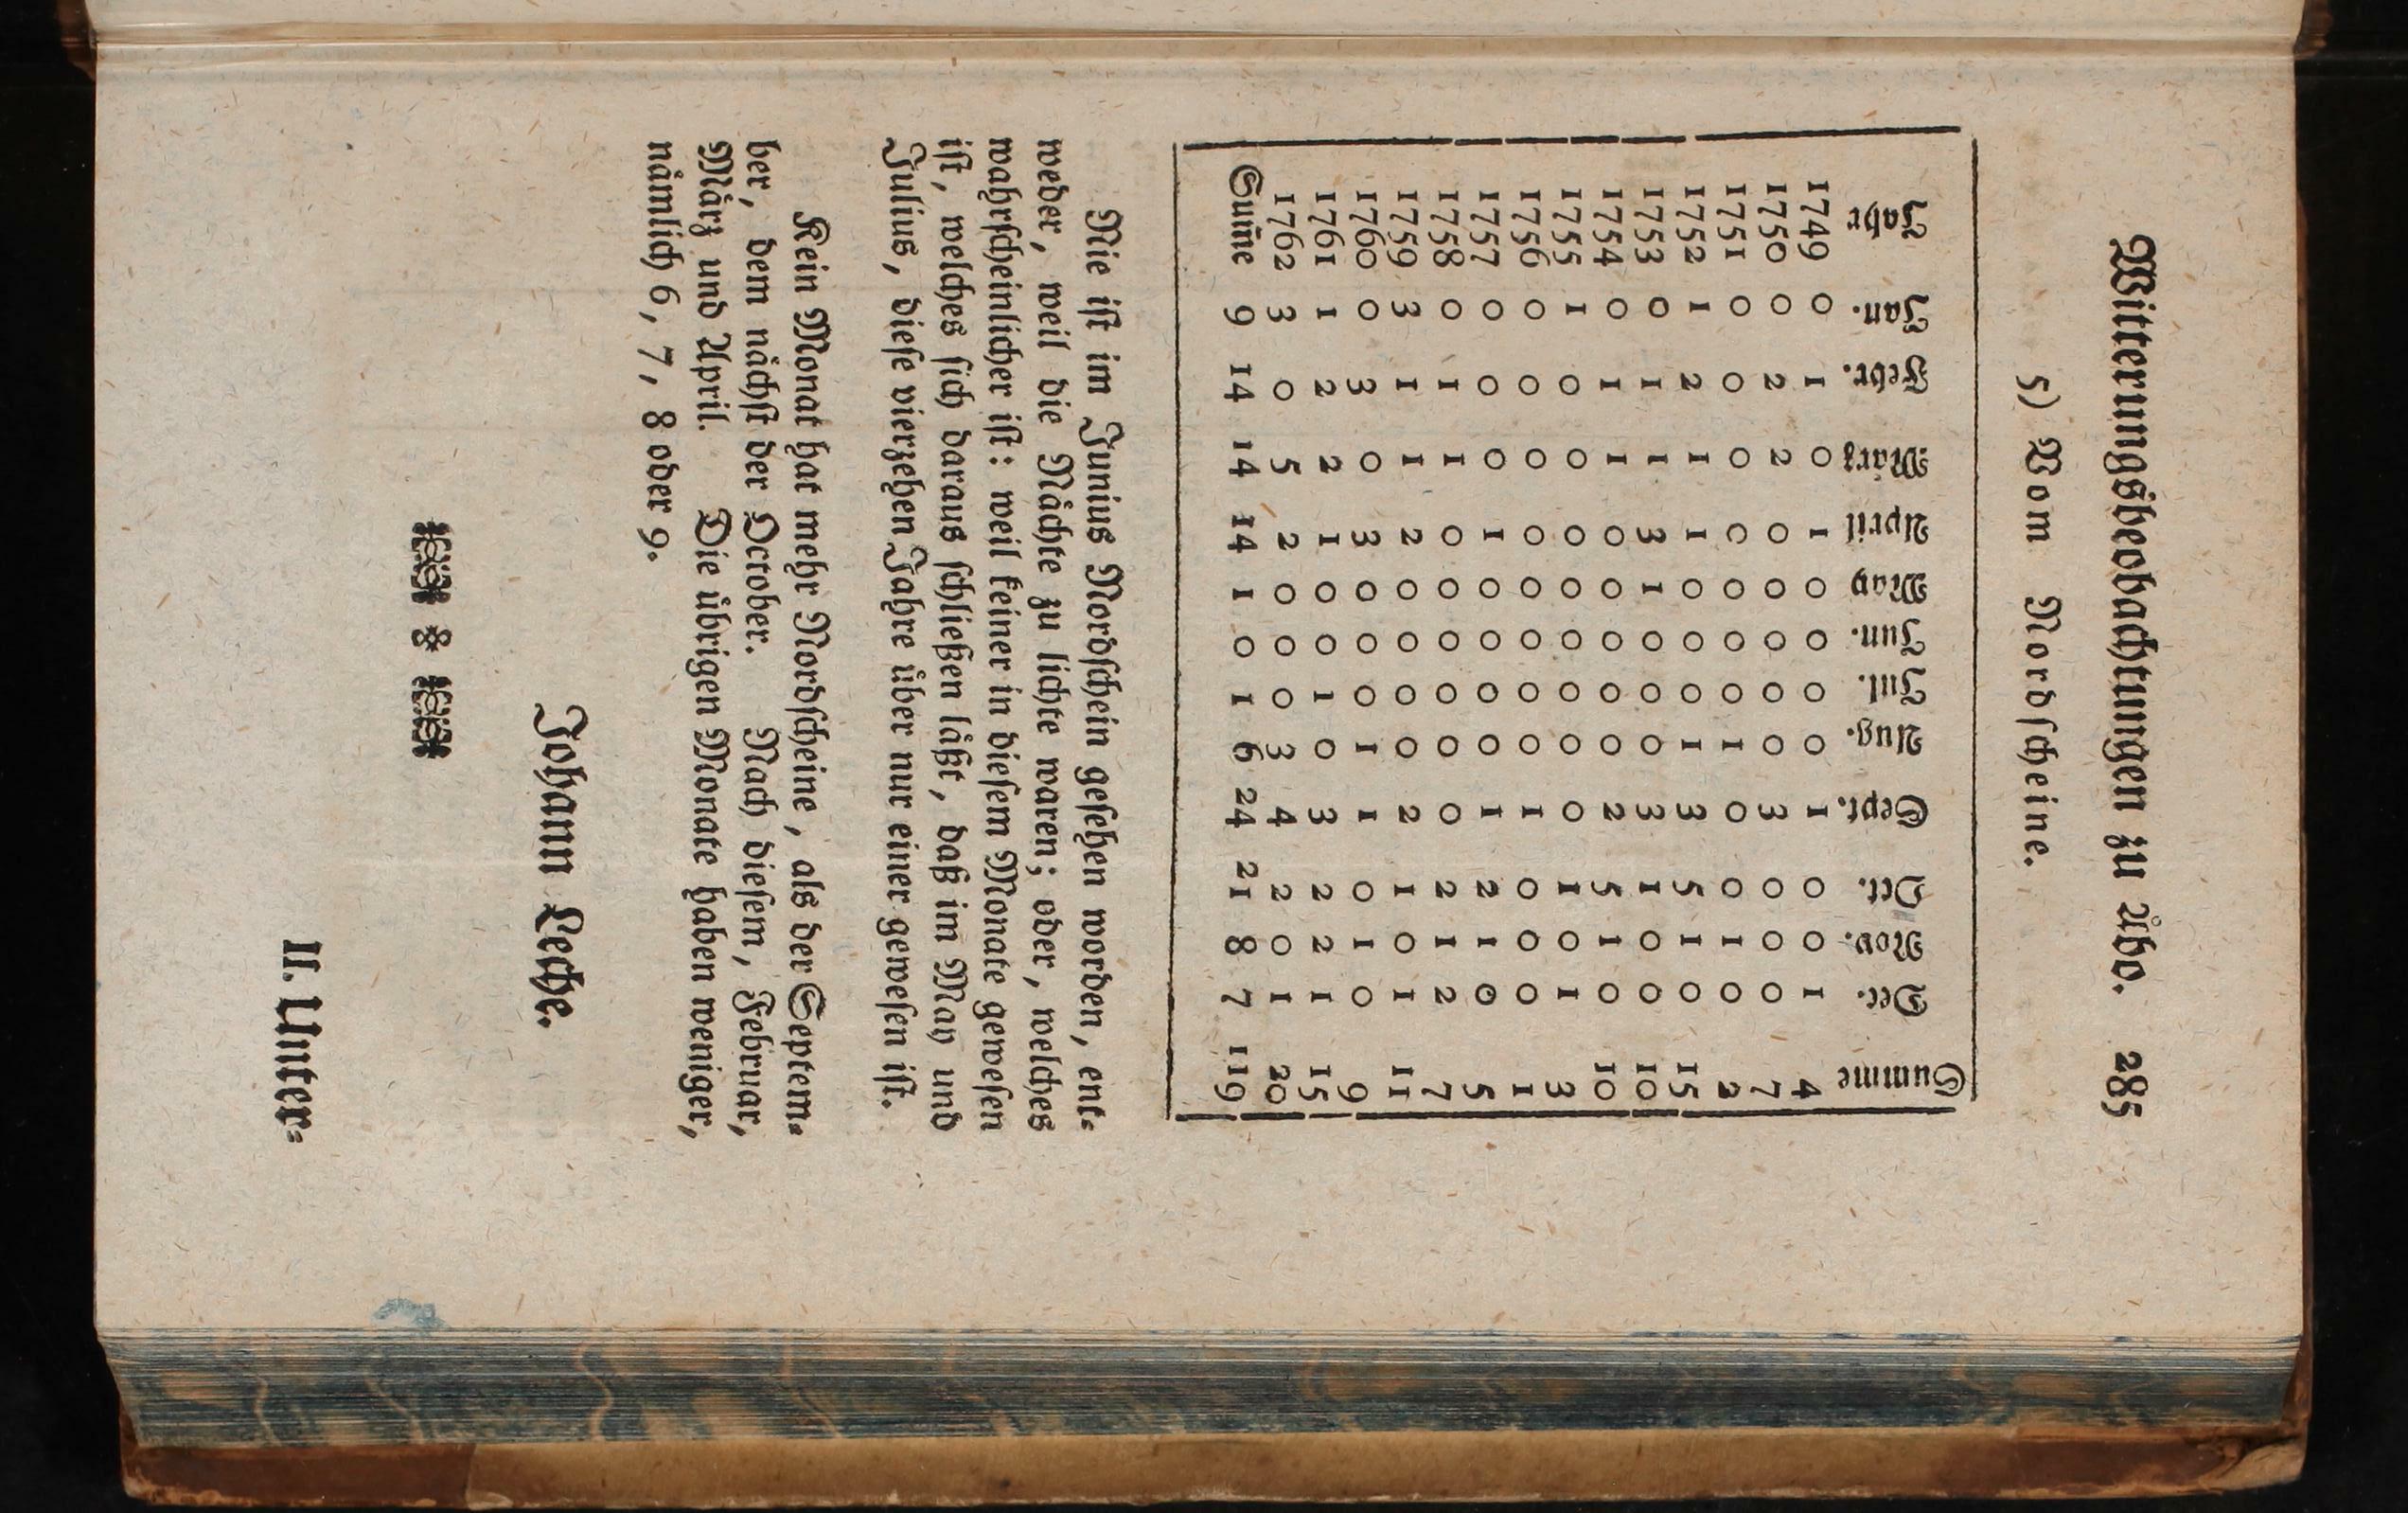 Witterungsbeobachtungen zu Åbo. 285
5) Vom Nordscheine.
Jahr Jan. Febr. März April May Jun. Jul. Aug. Sept. Oct. Nov. Dec. Summe
1749 0 1 0 1 0 0 0 0 1 0 0 1 4
1750 0 2 2 0 0 0 0 0 3 0 0 0 7
1751 0 0 0 0 0 0 0 1 0 0 1 0 2
1752 1 2 1 1 0 0 0 1 3 5 1 0 15
1753 0 1 1 3 1 0 0 0 3 1 0 0 10
1754 0 1 1 0 0 0 0 0 2 5 1 0 10
1755 1 0 0 0 0 0 0 0 0 1 0 1 3
1756 0 0 0 0 0 0 0 0 1 0 0 0 1
1757 0 0 0 1 0 0 0 0 1 2 1 0 5
1758 0 1 1 0 0 0 0 0 0 2 1 2 7
1759 3 1 1 2 0 0 0 0 2 1 0 1 11
1760 0 3 0 3 0 0 0 1 1 0 1 0 9
1761 1 2 2 1 0 0 1 0 3 2 2 1 15
1762 3 0 5 2 0 0 0 3 4 2 0 1 20
Sum̄e 9 14 14 14 1 0 1 6 24 21 8 7 119
Nie ist im Junius Nordschein gesehen worden, ent-
weder, weil die Nächte zu lichte waren; oder, welches
wahrscheinlicher ist: weil keiner in diesem Monate gewesen
ist, welches sich daraus schließen läßt, daß im May und
Julius, diese vierzehen Jahre über nur einer gewesen ist.
Kein Monat hat mehr Nordscheine, als der Septem-
ber, dem nächst der October. Nach diesem, Februar,
März und April. Die übrigen Monate haben weniger,
nämlich 6, 7, 8 oder 9.
Johann Leche.
II. Unter-